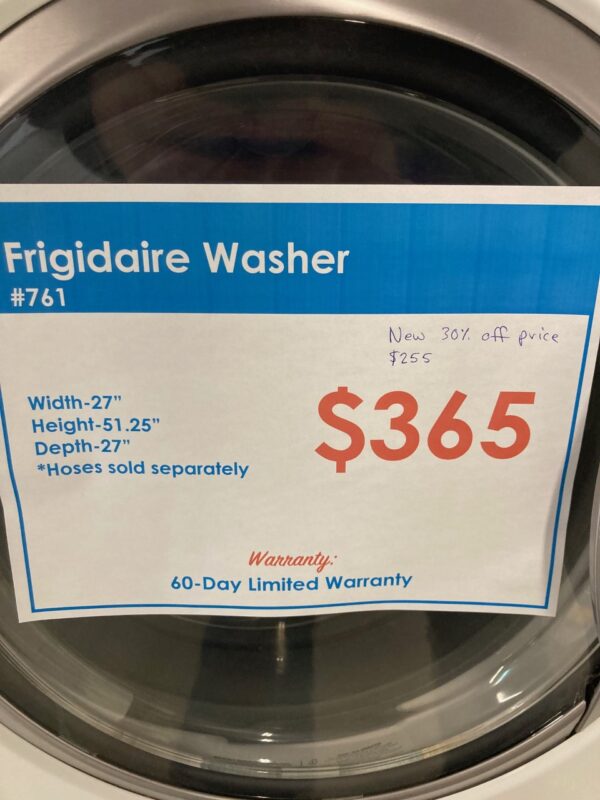 Frigidaire Washer
#761
New 30% off price
$255
$365
Width-27”
Height-51.25”
Depth-27”
*Hoses sold separately
Warranty:
60-Day Limited Warranty